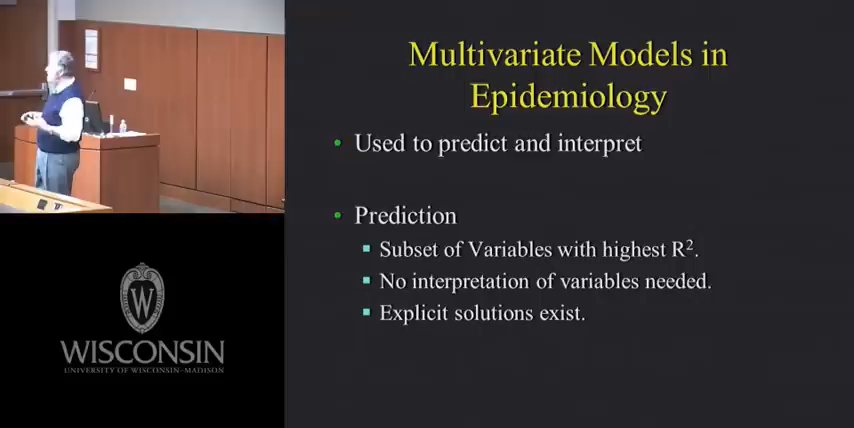 Multivariate Models in
Epidemiology
• Used to predict and interpret
• Prediction
▪ Subset of Variables with highest R².
▪ No interpretation of variables needed.
▪ Explicit solutions exist.
W
WISCONSIN
UNIVERSITY OF WISCONSIN–MADISON